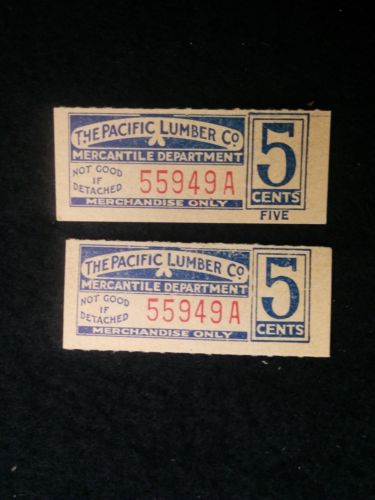 THE PACIFIC LUMBER CO.
MERCANTILE DEPARTMENT
NOT GOOD
IF
DETACHED
55949A
MERCHANDISE ONLY
5
CENTS
FIVE
THE PACIFIC LUMBER CO.
MERCANTILE DEPARTMENT
NOT GOOD
IF
DETACHED
55949A
MERCHANDISE ONLY
5
CENTS